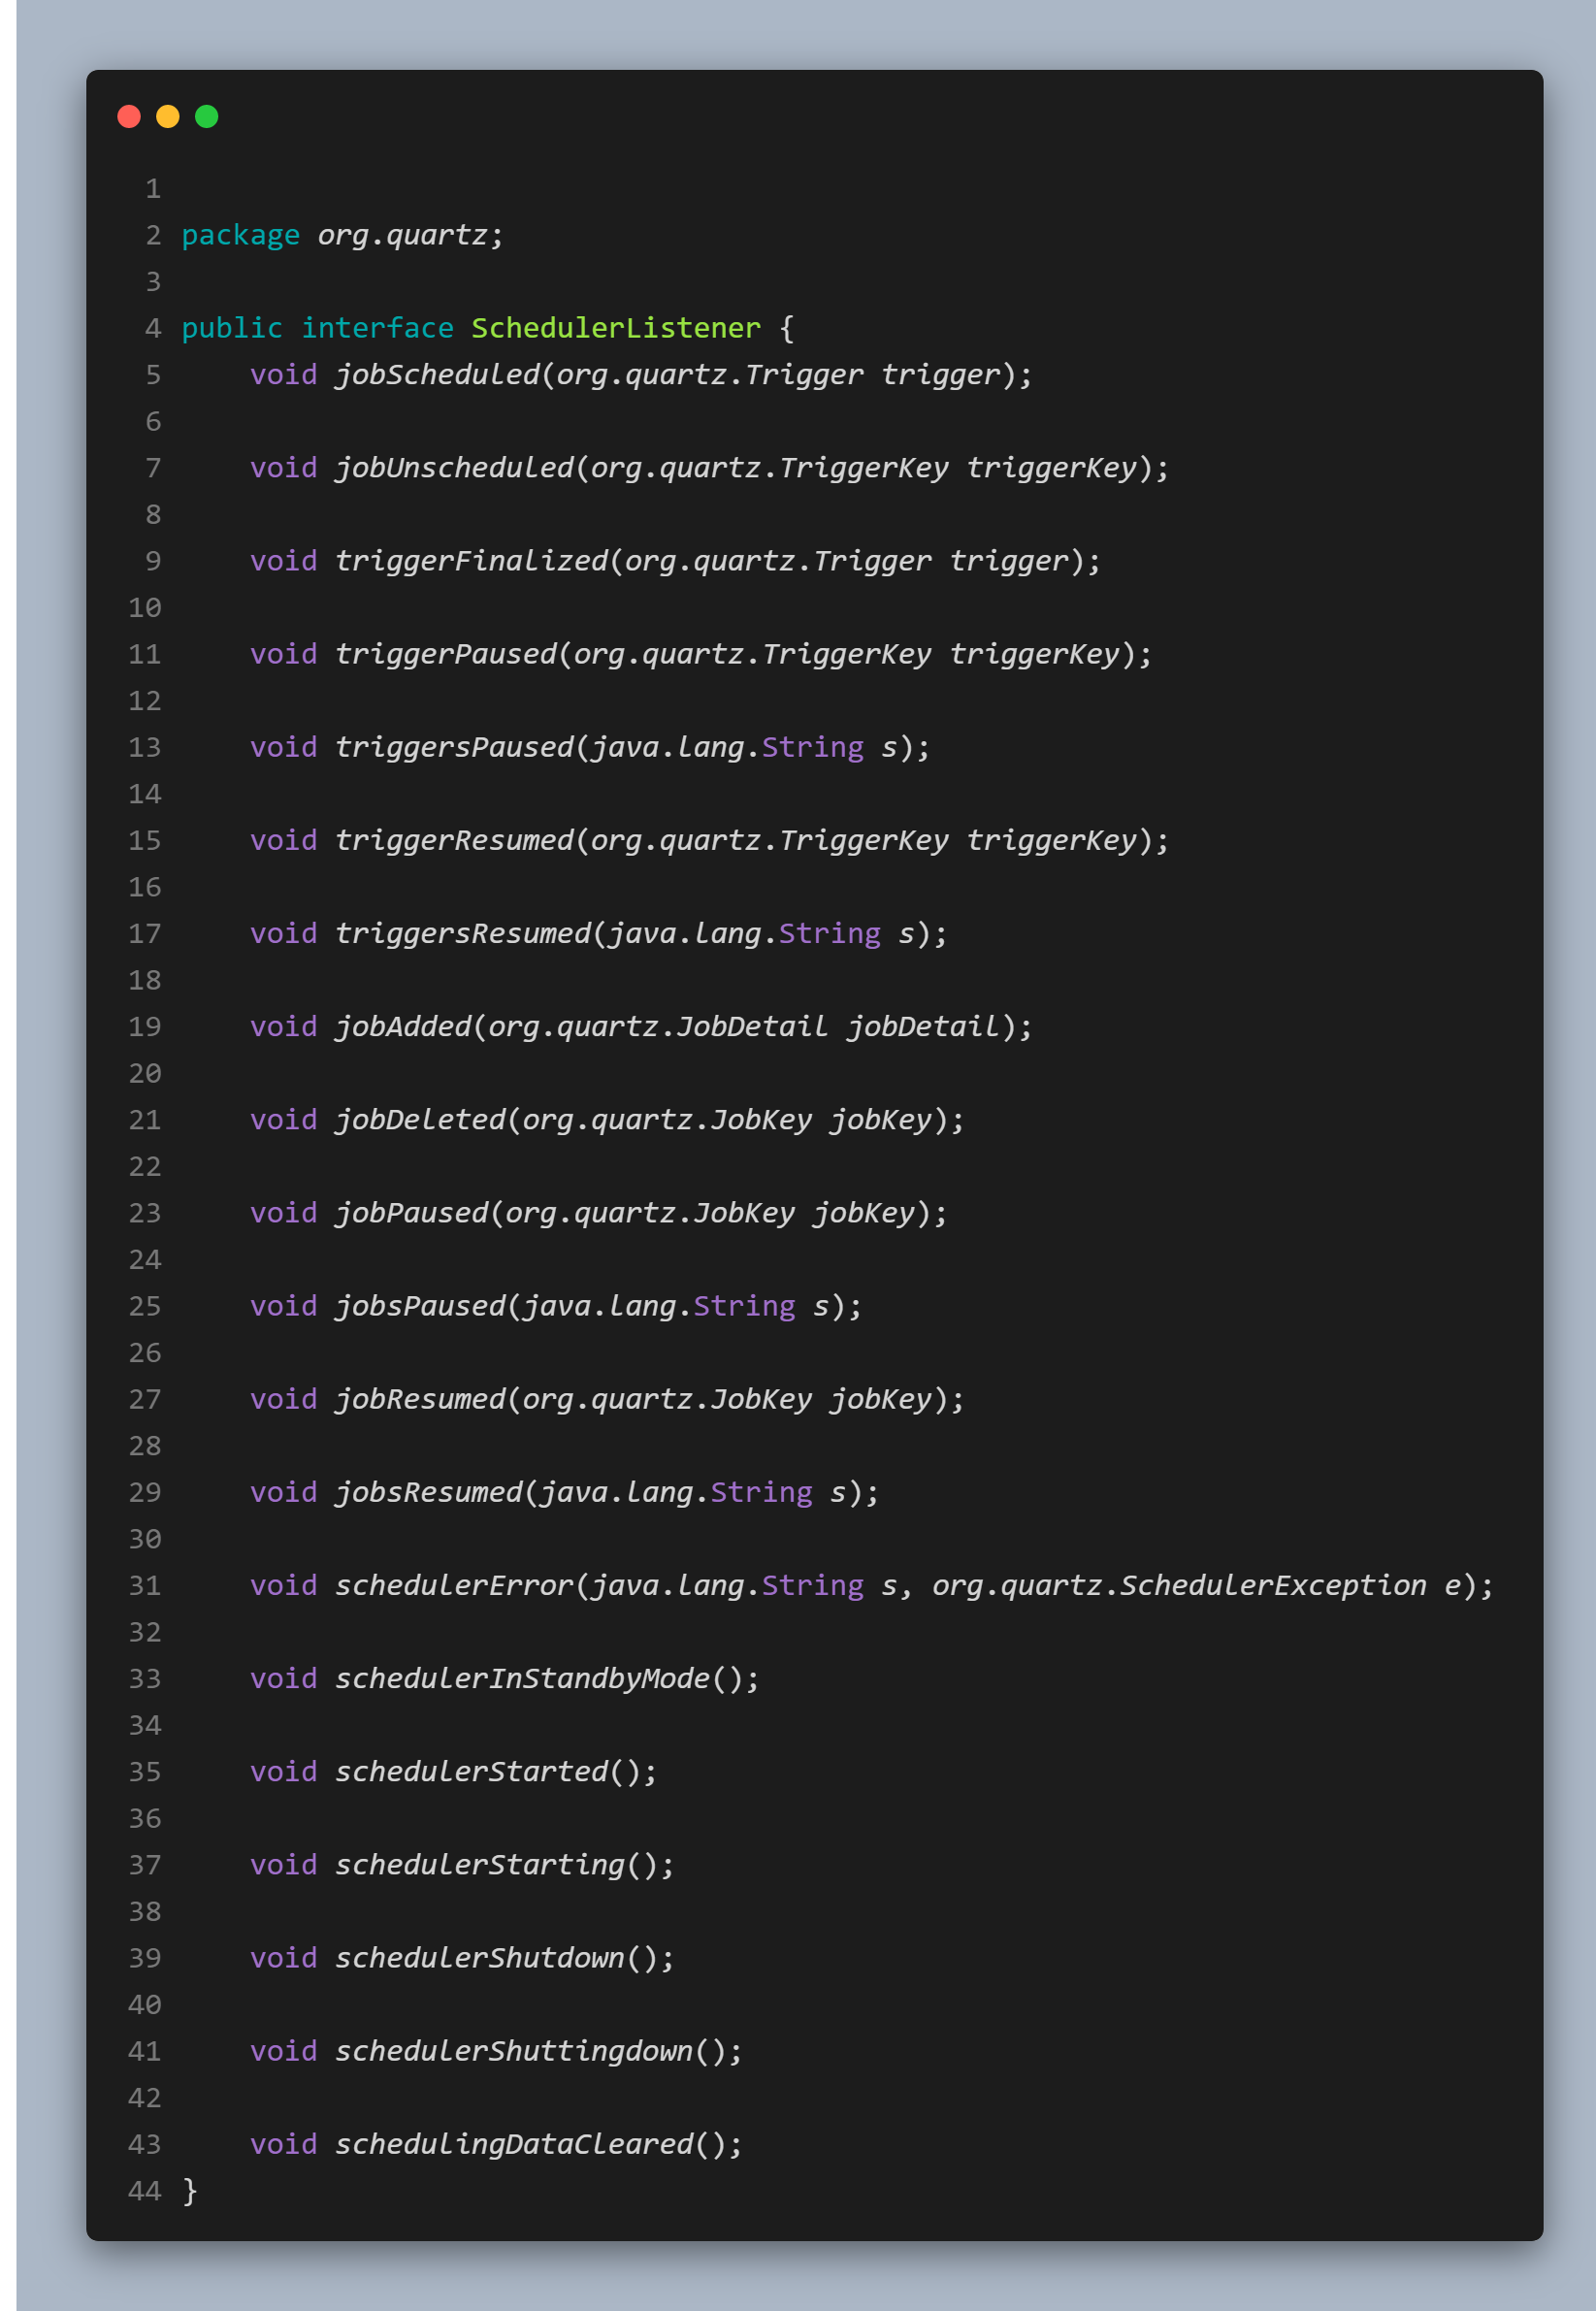 1
2 package org.quartz;
3
4 public interface SchedulerListener {
5     void jobScheduled(org.quartz.Trigger trigger);
6
7     void jobUnscheduled(org.quartz.TriggerKey triggerKey);
8
9     void triggerFinalized(org.quartz.Trigger trigger);
10
11     void triggerPaused(org.quartz.TriggerKey triggerKey);
12
13     void triggersPaused(java.lang.String s);
14
15     void triggerResumed(org.quartz.TriggerKey triggerKey);
16
17     void triggersResumed(java.lang.String s);
18
19     void jobAdded(org.quartz.JobDetail jobDetail);
20
21     void jobDeleted(org.quartz.JobKey jobKey);
22
23     void jobPaused(org.quartz.JobKey jobKey);
24
25     void jobsPaused(java.lang.String s);
26
27     void jobResumed(org.quartz.JobKey jobKey);
28
29     void jobsResumed(java.lang.String s);
30
31     void schedulerError(java.lang.String s, org.quartz.SchedulerException e);
32
33     void schedulerInStandbyMode();
34
35     void schedulerStarted();
36
37     void schedulerStarting();
38
39     void schedulerShutdown();
40
41     void schedulerShuttingdown();
42
43     void schedulingDataCleared();
44 }